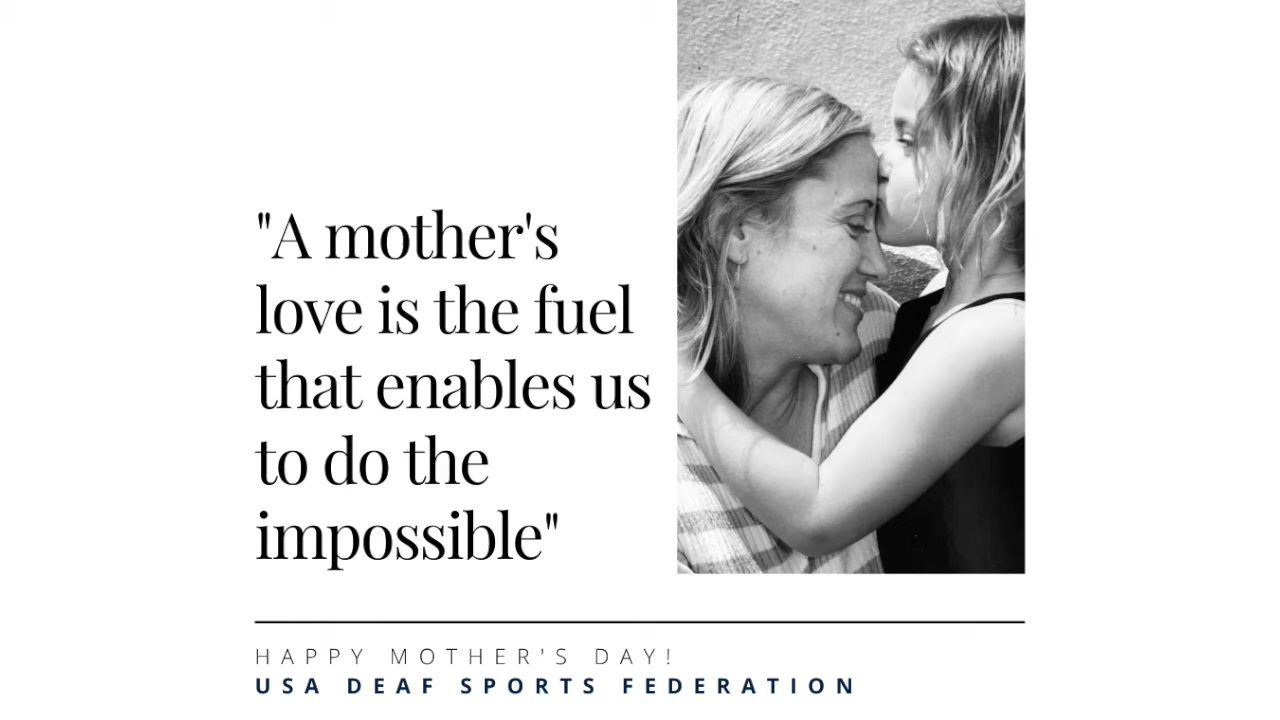 "A mother's
love is the fuel
that enables us
to do the
impossible"
HAPPY MOTHER'S DAY!
USA DEAF SPORTS FEDERATION